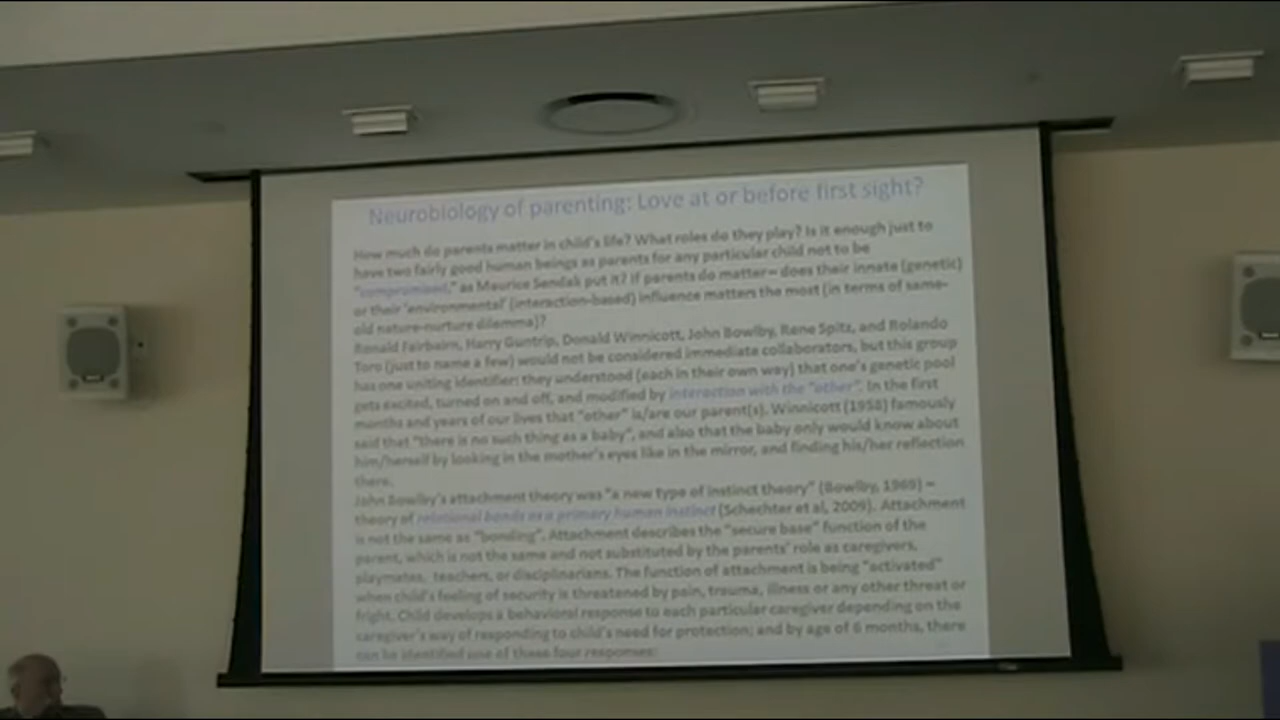 Neurobiology of parenting: Love at or before first sight?
How much do parents matter in child's life? What roles do they play? Is it enough just to
have two fairly good human beings as parents for any particular child not to be
"compromised," as Maurice Sendak put it? If parents do matter – does their innate (genetic)
or their 'environmental' (interaction-based) influence matters the most (in terms of same-
old nature-nurture dilemma)?
Ronald Fairbairn, Harry Guntrip, Donald Winnicott, John Bowlby, Rene Spitz, and Rolando
Toro (just to name a few) would not be considered immediate collaborators, but this group
has one uniting identifier: they understood (each in their own way) that one's genetic pool
gets excited, turned on and off, and modified by interaction with the "other". In the first
months and years of our lives that "other" is/are our parent(s). Winnicott (1958) famously
said that "there is no such thing as a baby", and also that the baby only would know about
him/herself by looking in the mother's eyes like in the mirror, and finding his/her reflection
there.
John Bowlby's attachment theory was "a new type of instinct theory" (Bowlby, 1969) –
theory of relational bonds as a primary human instinct (Schechter et al, 2009). Attachment
is not the same as "bonding". Attachment describes the "secure base" function of the
parent, which is not the same and not substituted by the parents' role as caregivers,
playmates, teachers, or disciplinarians. The function of attachment is being "activated"
when child's feeling of security is threatened by pain, trauma, illness or any other threat or
fright. Child develops a behavioral response to each particular caregiver depending on the
caregiver's way of responding to child's need for protection; and by age of 6 months, there
can be identified one of these four responses: